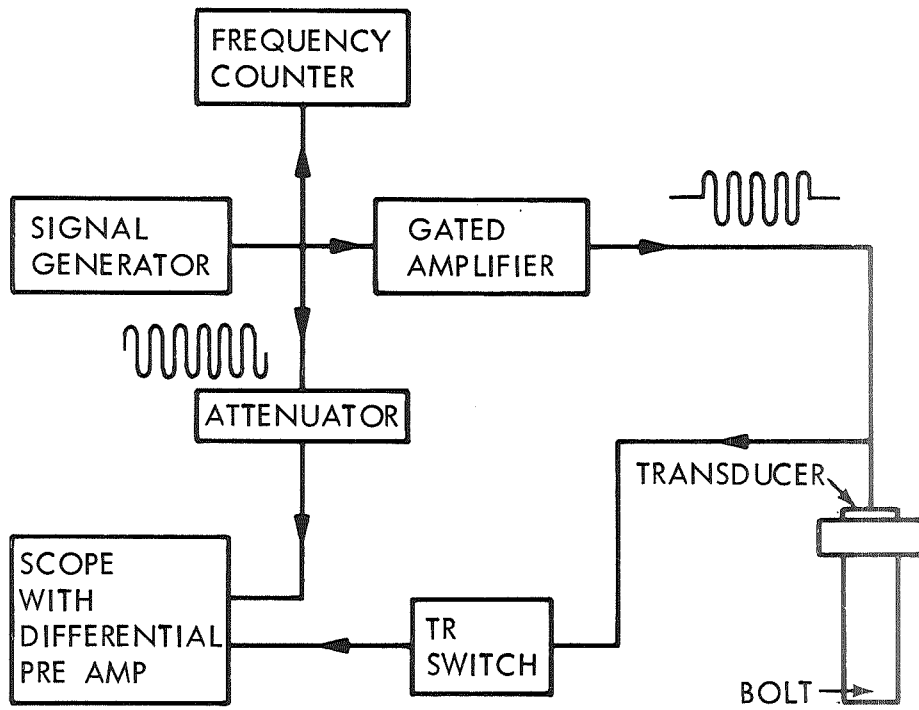 FREQUENCY
COUNTER
SIGNAL
GENERATOR
GATED
AMPLIFIER
ATTENUATOR
TRANSDUCER
SCOPE
WITH
DIFFERENTIAL
PRE AMP
TR
SWITCH
BOLT